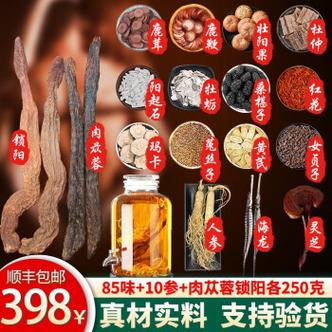 鹿茸
鹿鞭
牡阳果
杜仲
阳起石
牡蛎
桑椹子
红花
锁阳
肉苁蓉
玛卡
菟丝子
黄芪
女贞子
人参
海龙
灵芝
顺丰包邮
398¥
85味+10参+肉苁蓉锁阳各250克
真材实料 支持验货